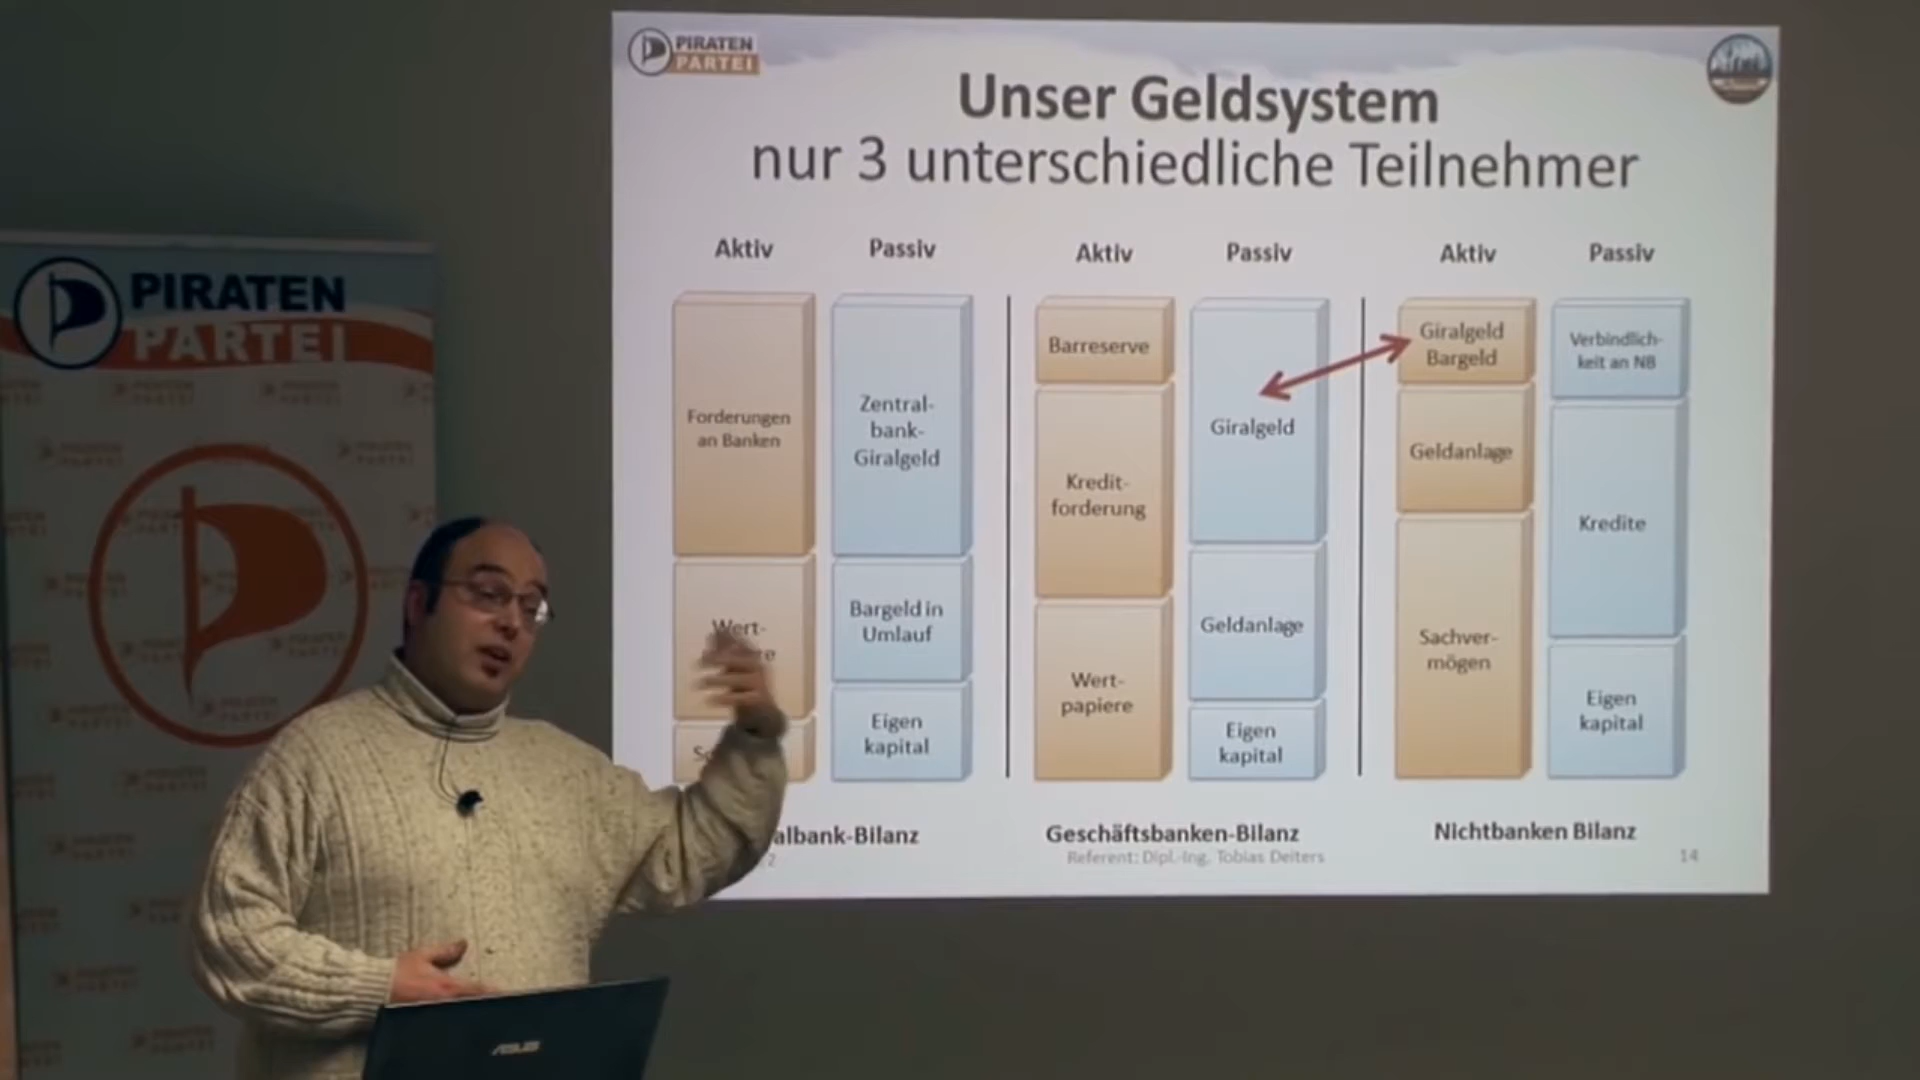 PIRATEN
PARTEI
Unser Geldsystem
nur 3 unterschiedliche Teilnehmer
Aktiv
Passiv
Aktiv
Passiv
Aktiv
Passiv
Forderungen
an Banken
Wert-
Zentral-
bank-
Giralgeld
Bargeld in
Umlauf
Eigen
kapital
Barreserve
Kredit-
forderung
Wert-
papiere
Giralgeld
Geldanlage
Eigen
kapital
Giralgeld
Bargeld
Geldanlage
Sachver-
mögen
Verbindlich-
keit an NB
Kredite
Eigen
kapital
albank-Bilanz
Geschäftsbanken-Bilanz
Nichtbanken Bilanz
2
Referent: Dipl.-Ing. Tobias Deiters
14
PIRATEN
PARTEI
ASUS